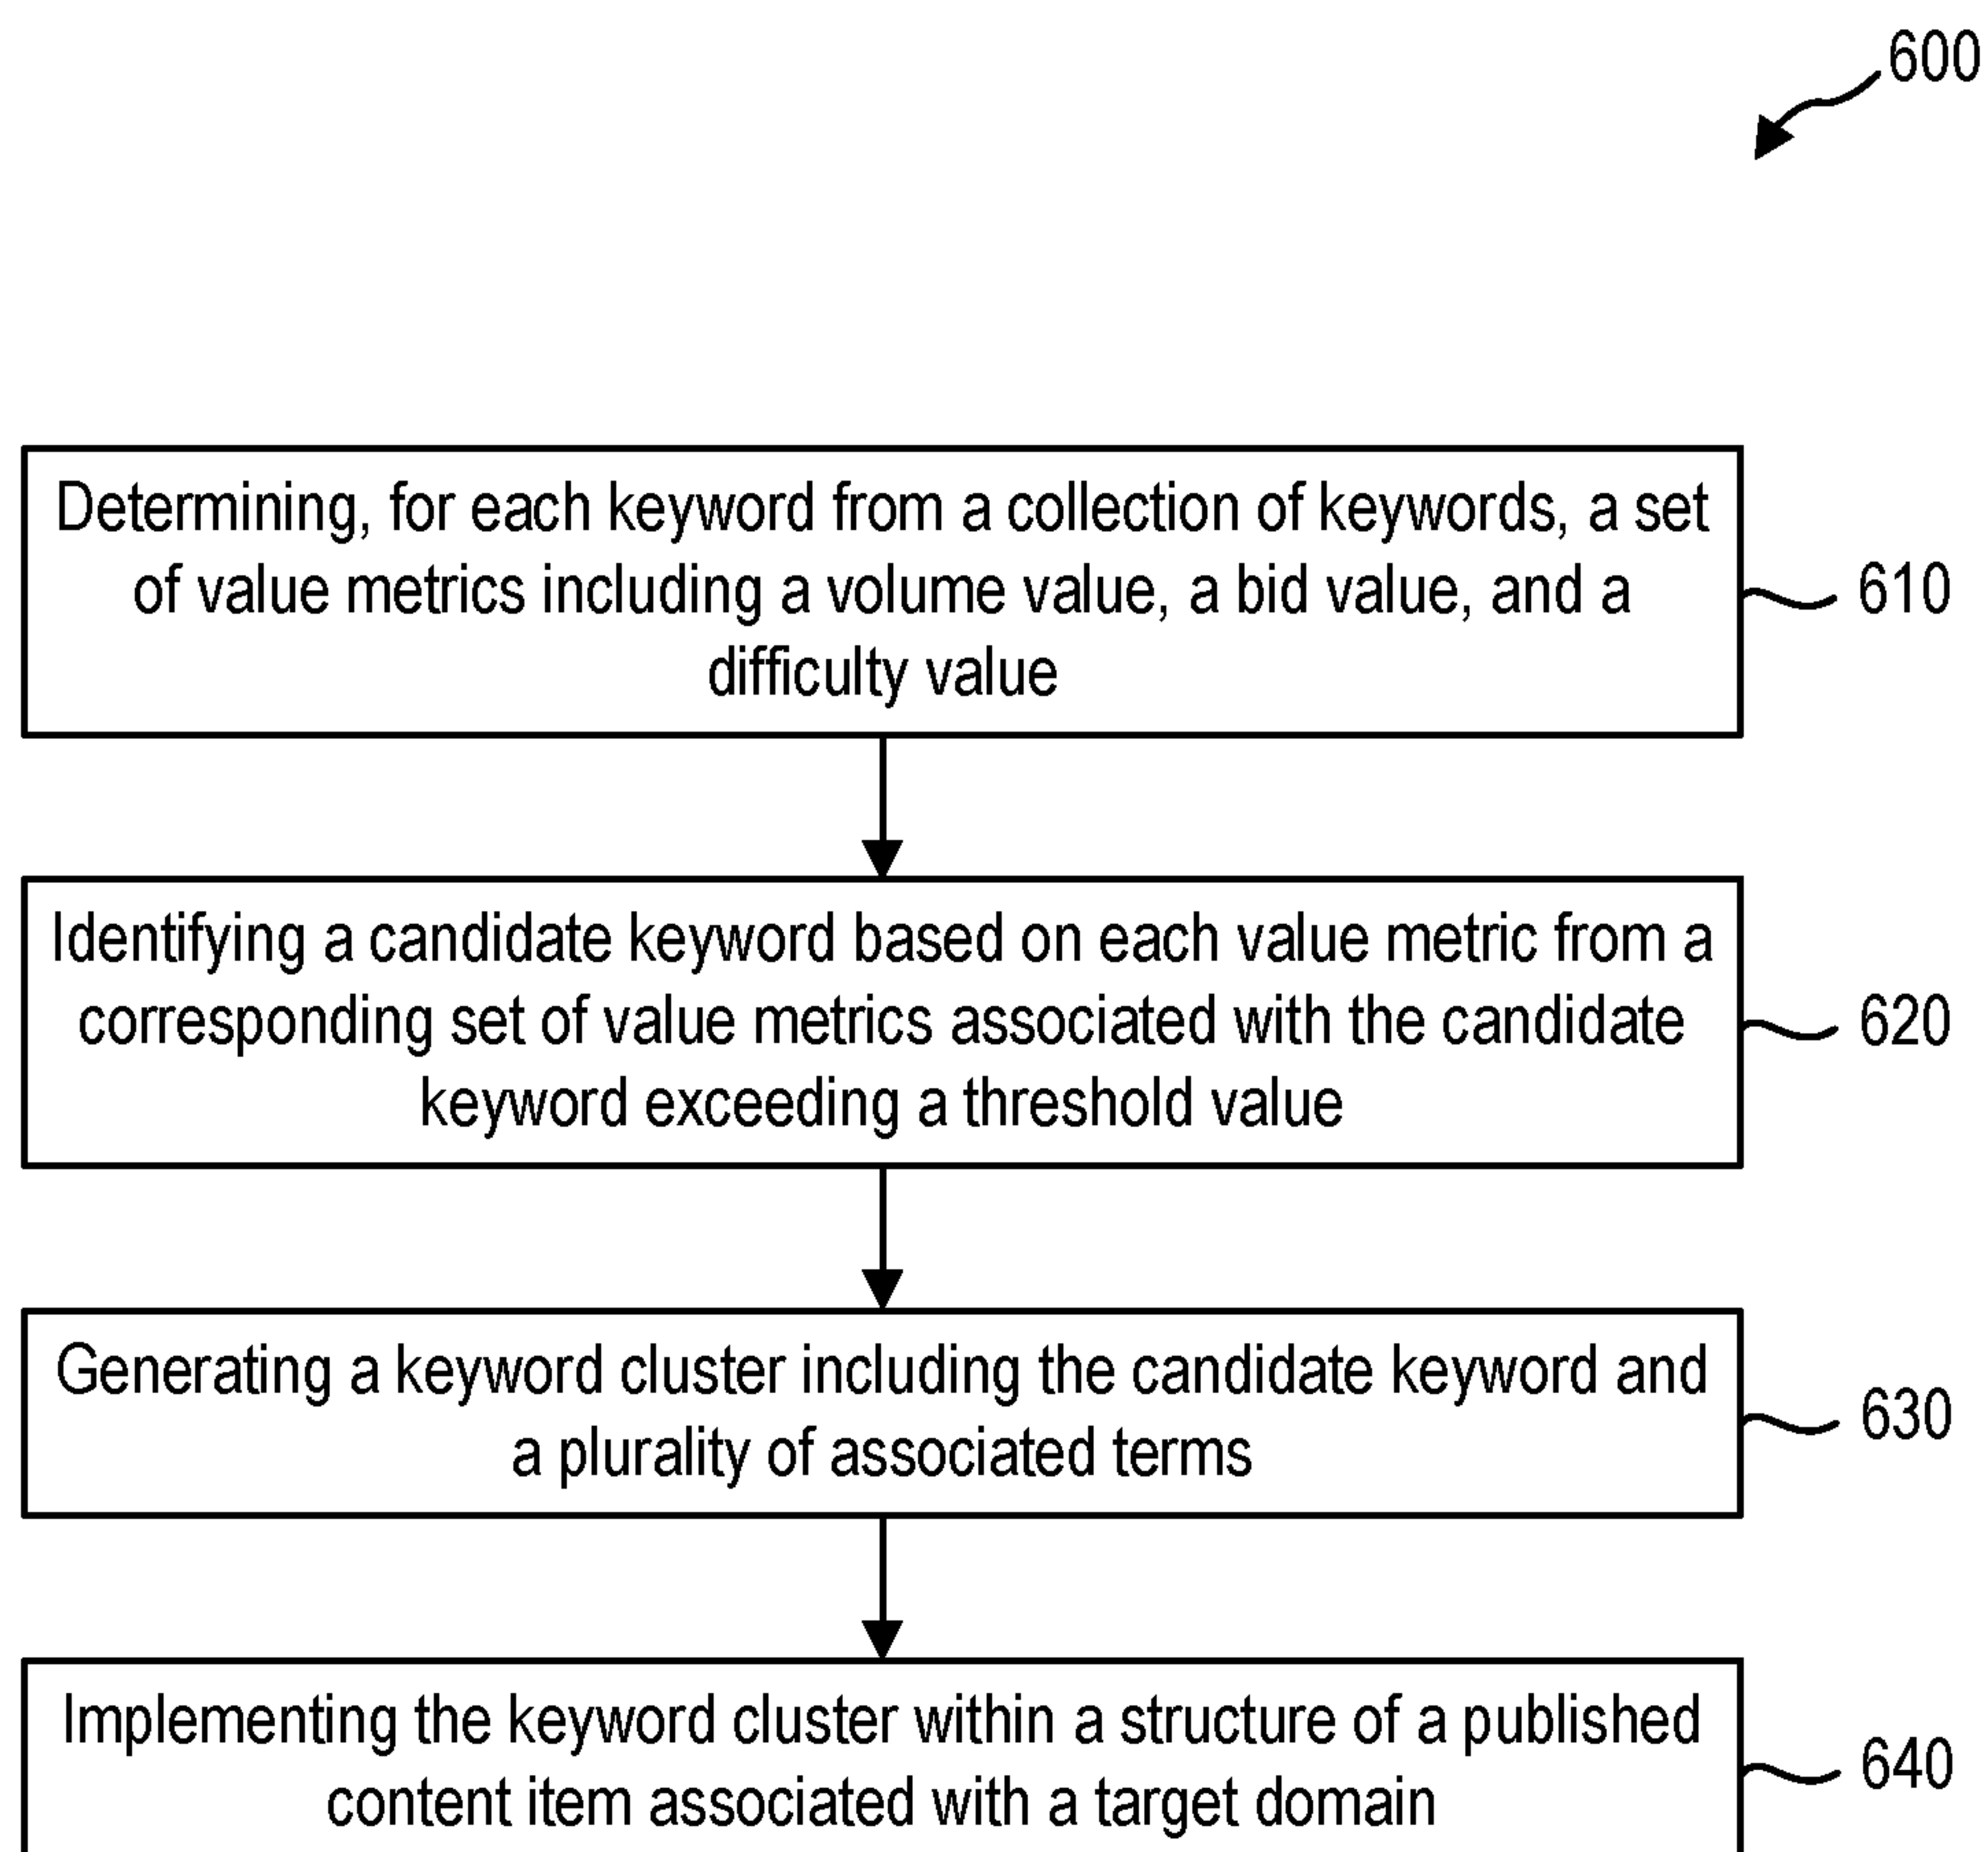 600
Determining, for each keyword from a collection of keywords, a set
of value metrics including a volume value, a bid value, and a
difficulty value
610
Identifying a candidate keyword based on each value metric from a
corresponding set of value metrics associated with the candidate
keyword exceeding a threshold value
620
Generating a keyword cluster including the candidate keyword and
a plurality of associated terms
630
Implementing the keyword cluster within a structure of a published
content item associated with a target domain
640